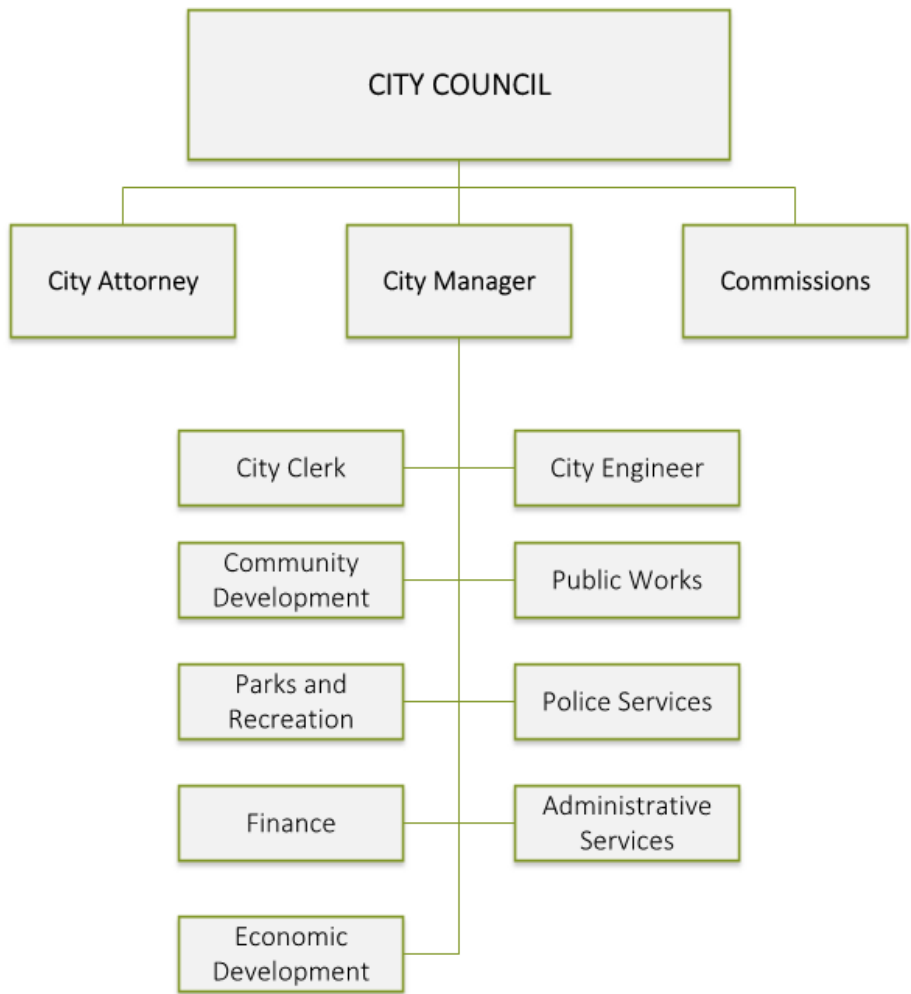 CITY COUNCIL
City Attorney
City Manager
Commissions
City Clerk
City Engineer
Community
Development
Public Works
Parks and
Recreation
Police Services
Finance
Administrative
Services
Economic
Development